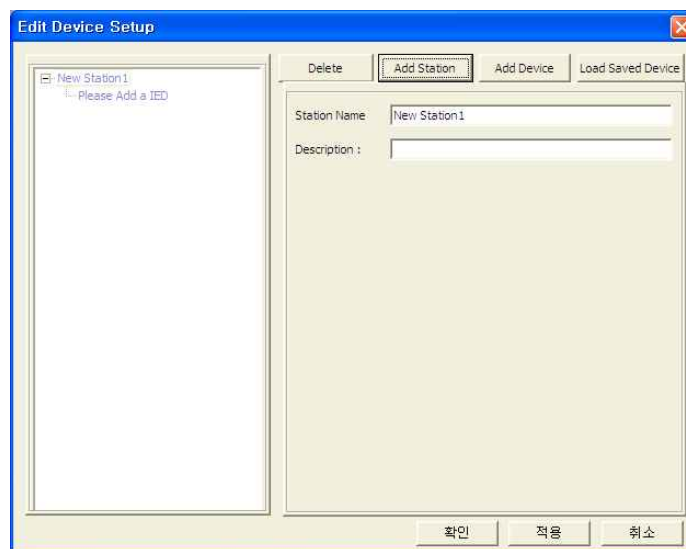 Edit Device Setup
New Station1
Please Add a IED
Delete
Add Station
Add Device
Load Saved Device
Station Name
New Station1
Description :
확인
적용
취소